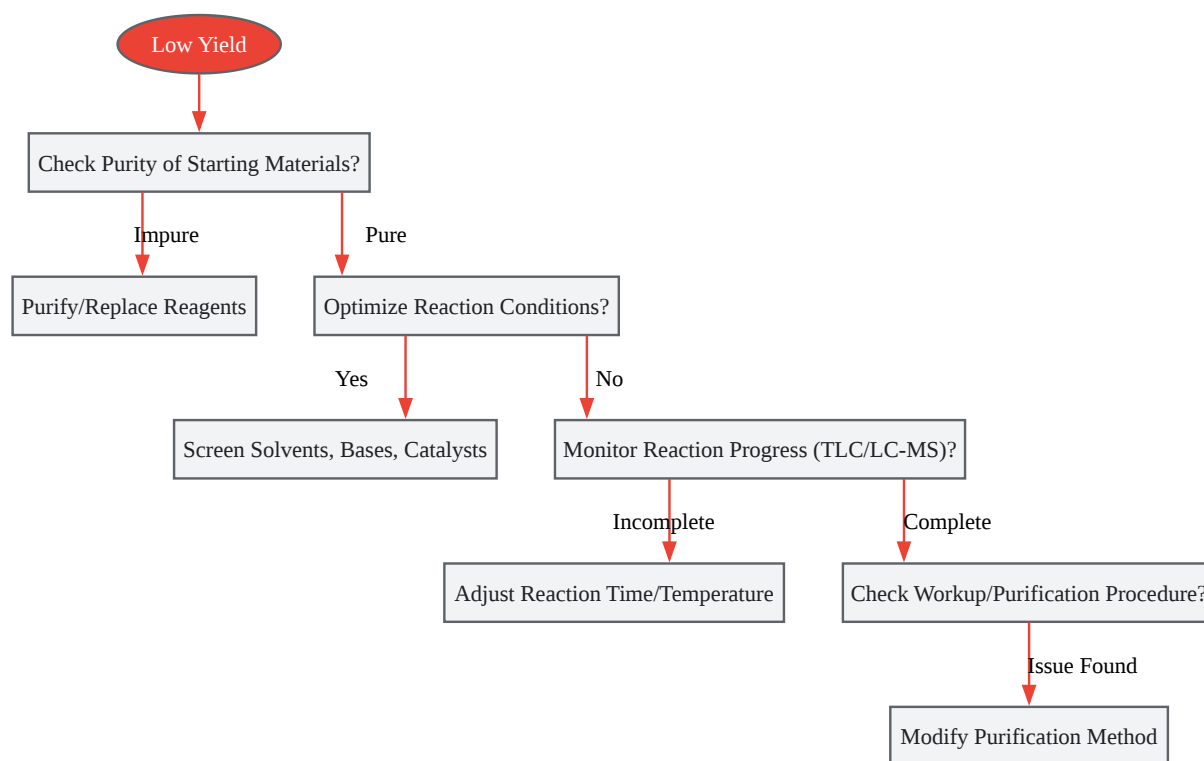 Low Yield
Check Purity of Starting Materials?
Impure
Pure
Purify/Replace Reagents
Optimize Reaction Conditions?
Yes
No
Screen Solvents, Bases, Catalysts
Monitor Reaction Progress (TLC/LC-MS)?
Incomplete
Complete
Adjust Reaction Time/Temperature
Check Workup/Purification Procedure?
Issue Found
Modify Purification Method